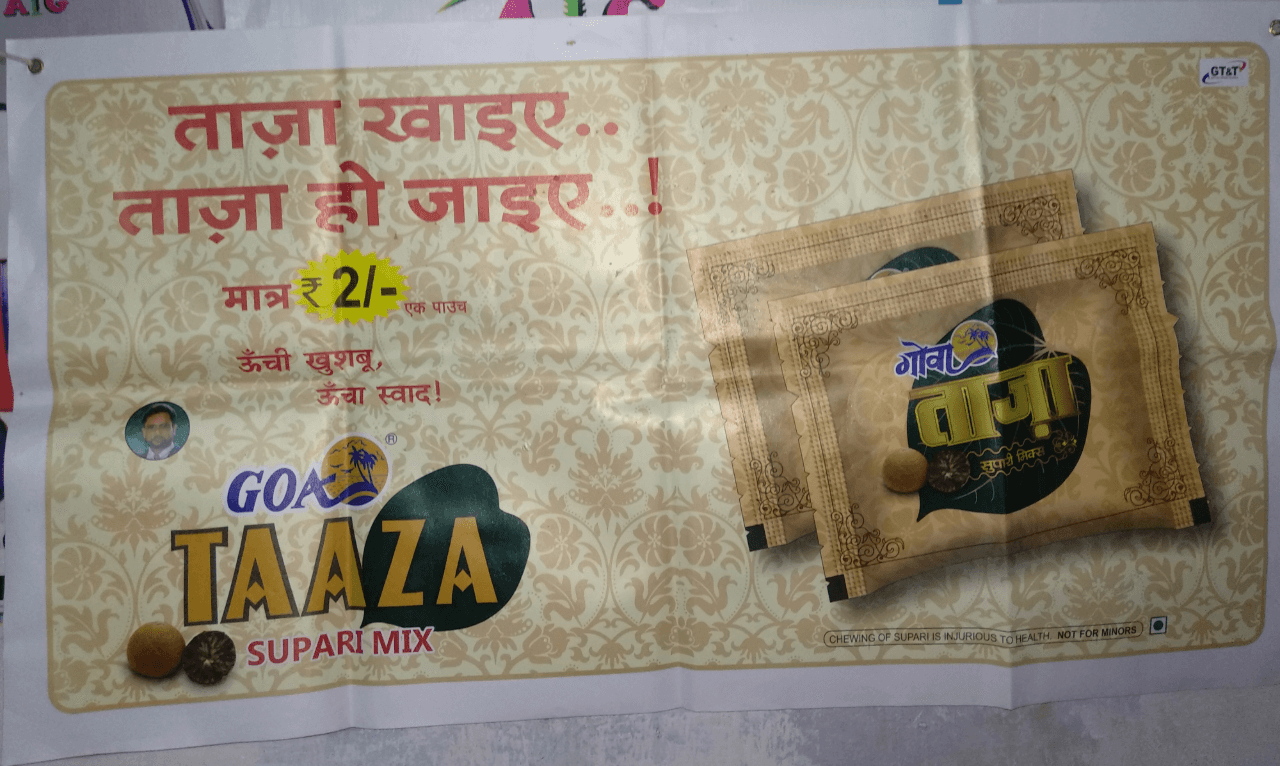 GT&T
ताज़ा खाइए..
ताज़ा हो जाइए..!
मात्र ₹ 2/- एक पाउच
ऊँची खुशबू,
ऊँचा स्वाद!
GOA ®
TAAZA
SUPARI MIX
गोवा
ताज़ा
सुपारी मिक्स
CHEWING OF SUPARI IS INJURIOUS TO HEALTH. NOT FOR MINORS